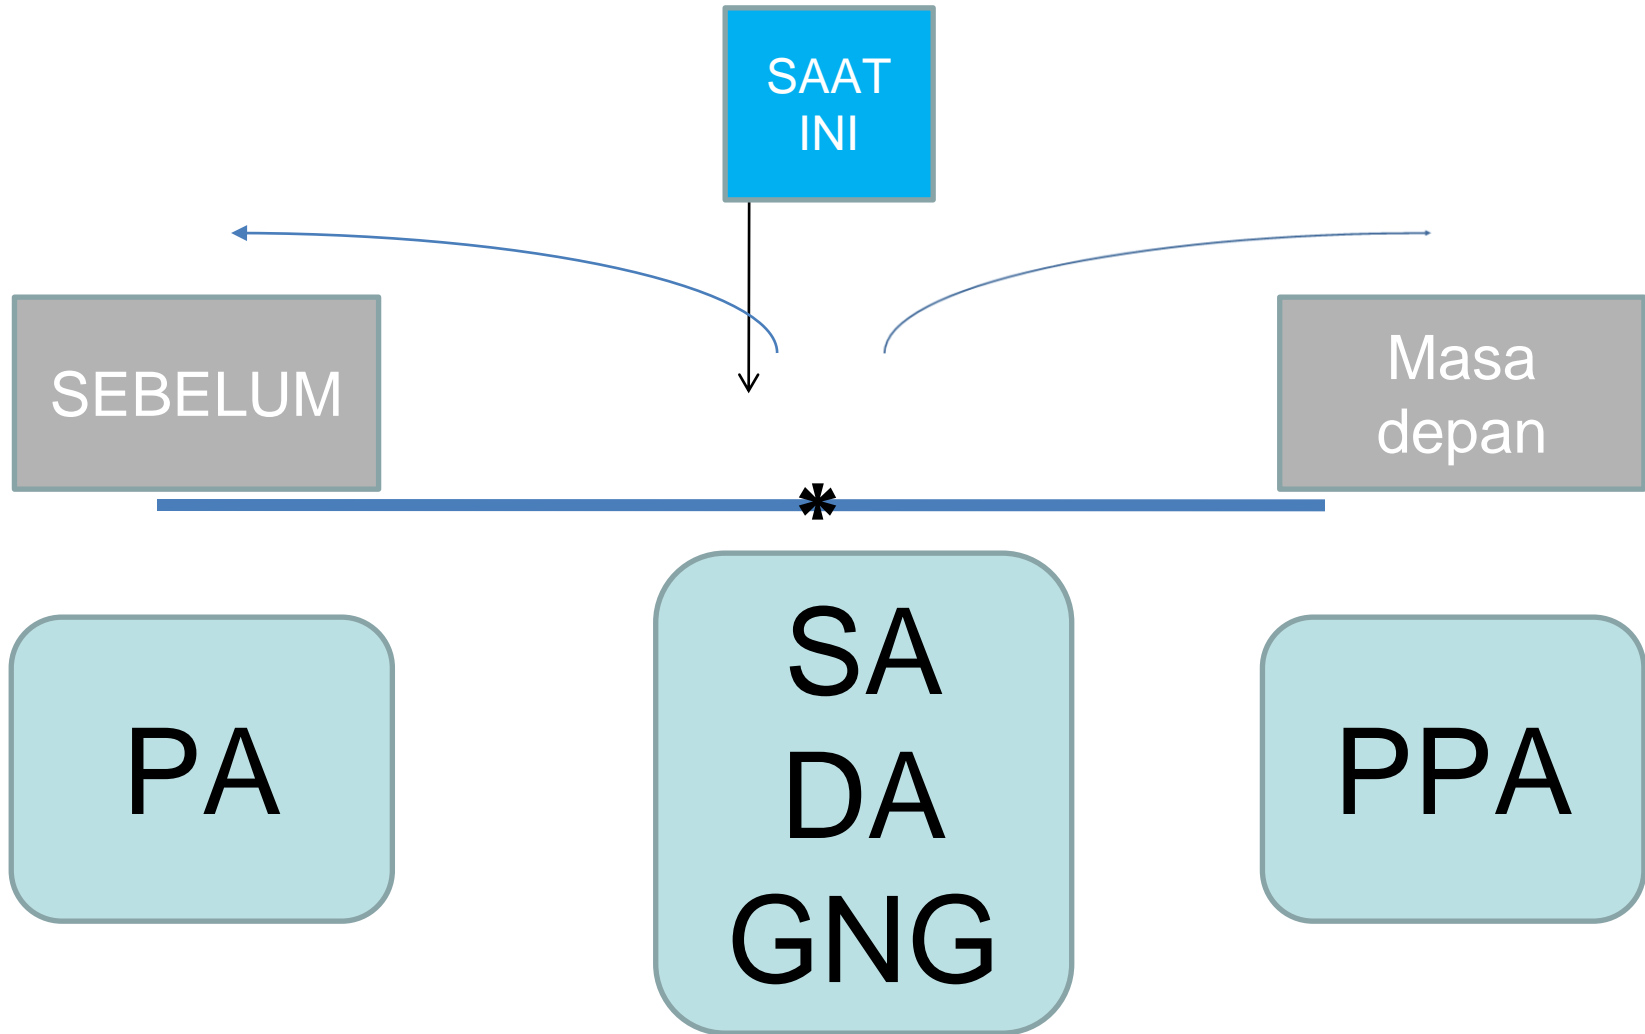 SAAT
INI
SEBELUM
Masa
depan
*
PA
SA
DA
GNG
PPA